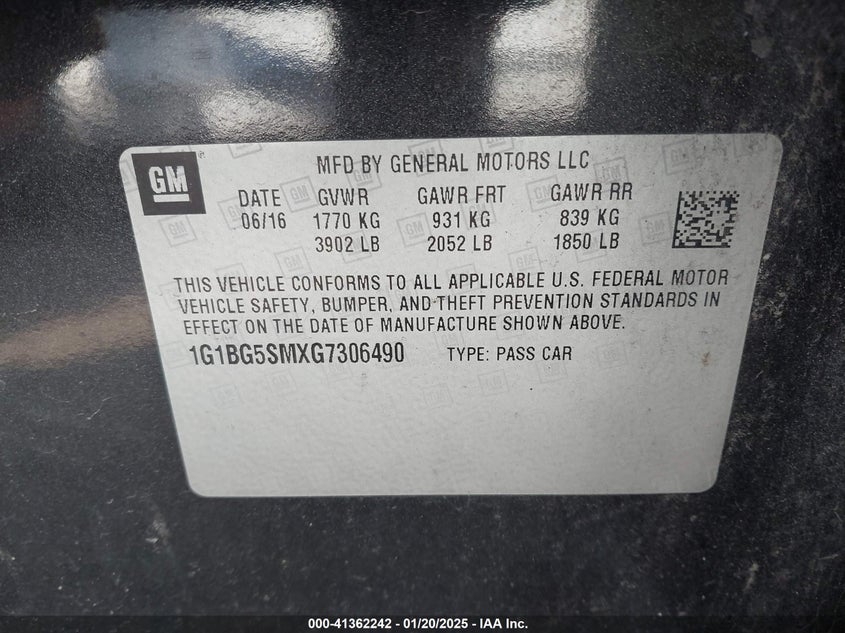 GM
MFD BY GENERAL MOTORS LLC
DATE GVWR GAWR FRT GAWR RR
06/16 1770 KG 931 KG 839 KG
3902 LB 2052 LB 1850 LB
THIS VEHICLE CONFORMS TO ALL APPLICABLE U.S. FEDERAL MOTOR
VEHICLE SAFETY, BUMPER, AND THEFT PREVENTION STANDARDS IN
EFFECT ON THE DATE OF MANUFACTURE SHOWN ABOVE.
1G1BG5SMXG7306490 TYPE: PASS CAR
000-41362242 - 01/20/2025 - IAA Inc.